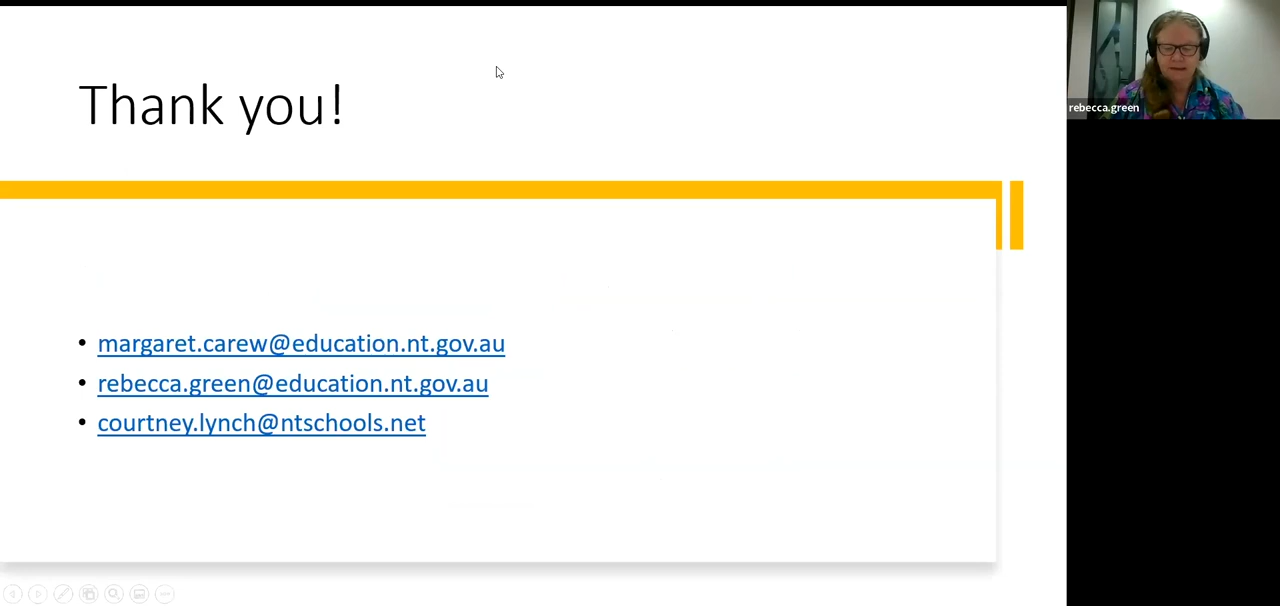 Thank you!
rebecca.green
• margaret.carew@education.nt.gov.au
• rebecca.green@education.nt.gov.au
• courtney.lynch@ntschools.net